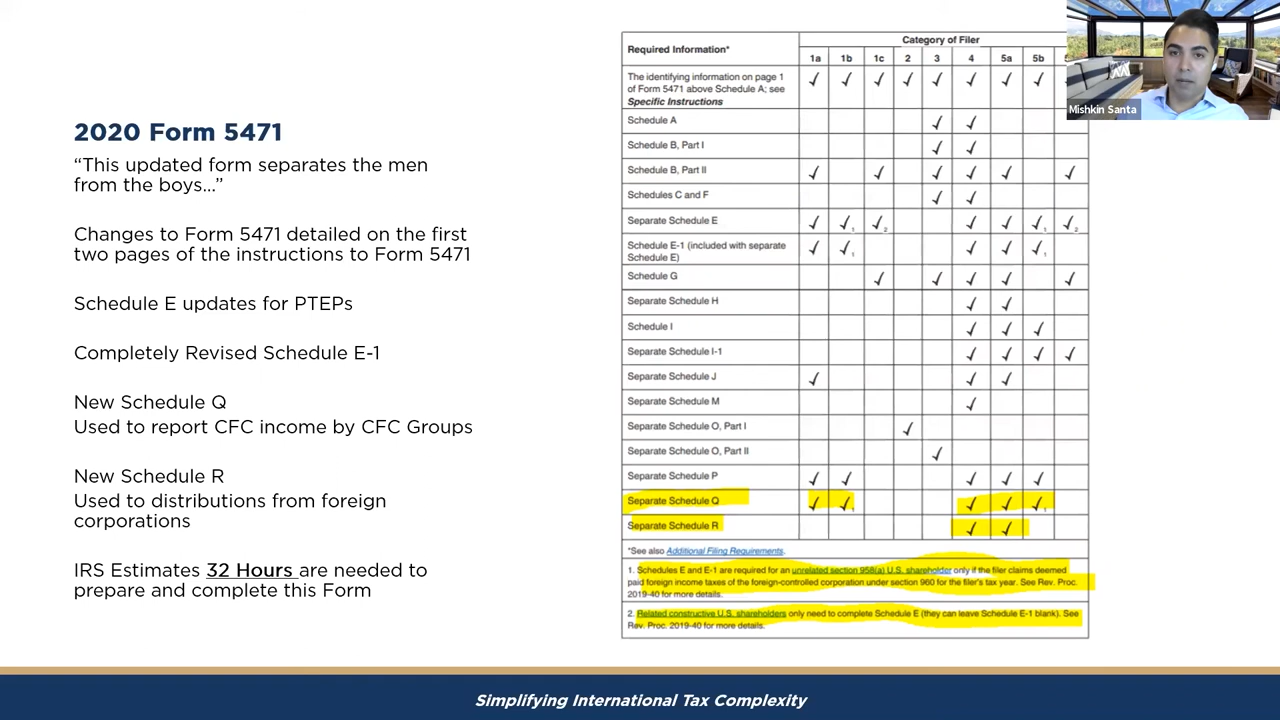 2020 Form 5471
“This updated form separates the men
from the boys...”
Changes to Form 5471 detailed on the first
two pages of the instructions to Form 5471
Schedule E updates for PTEPs
Completely Revised Schedule E-1
New Schedule Q
Used to report CFC income by CFC Groups
New Schedule R
Used to distributions from foreign
corporations
IRS Estimates 32 Hours are needed to
prepare and complete this Form
Required Information*
Category of Filer
1a 1b 1c 2 3 4 5a 5b
The identifying information on page 1
of Form 5471 above Schedule A; see
Specific Instructions
✓ ✓ ✓ ✓ ✓ ✓ ✓ ✓
Schedule A ✓ ✓
Schedule B, Part I ✓ ✓
Schedule B, Part II ✓ ✓ ✓ ✓ ✓ ✓
Schedules C and F ✓ ✓
Separate Schedule E ✓ ✓1 ✓2 ✓ ✓ ✓1 ✓2
Schedule E-1 (included with separate
Schedule E)
✓ ✓1 ✓ ✓ ✓1
Schedule G ✓ ✓ ✓ ✓ ✓
Separate Schedule H ✓ ✓
Schedule I ✓ ✓ ✓
Separate Schedule I-1 ✓ ✓ ✓ ✓
Separate Schedule J ✓ ✓ ✓
Separate Schedule M ✓
Separate Schedule O, Part I ✓
Separate Schedule O, Part II ✓
Separate Schedule P ✓ ✓ ✓ ✓ ✓
Separate Schedule Q ✓ ✓1 ✓ ✓ ✓1
Separate Schedule R ✓ ✓
*See also Additional Filing Requirements.
1. Schedules E and E-1 are required for an unrelated section 958(a) U.S. shareholder only if the filer claims deemed
paid foreign income taxes of the foreign-controlled corporation under section 960 for the filer's tax year. See Rev. Proc.
2019-40 for more details.
2. Related constructive U.S. shareholders only need to complete Schedule E (they can leave Schedule E-1 blank). See
Rev. Proc. 2019-40 for more details.
Mishkin Santa
Simplifying International Tax Complexity